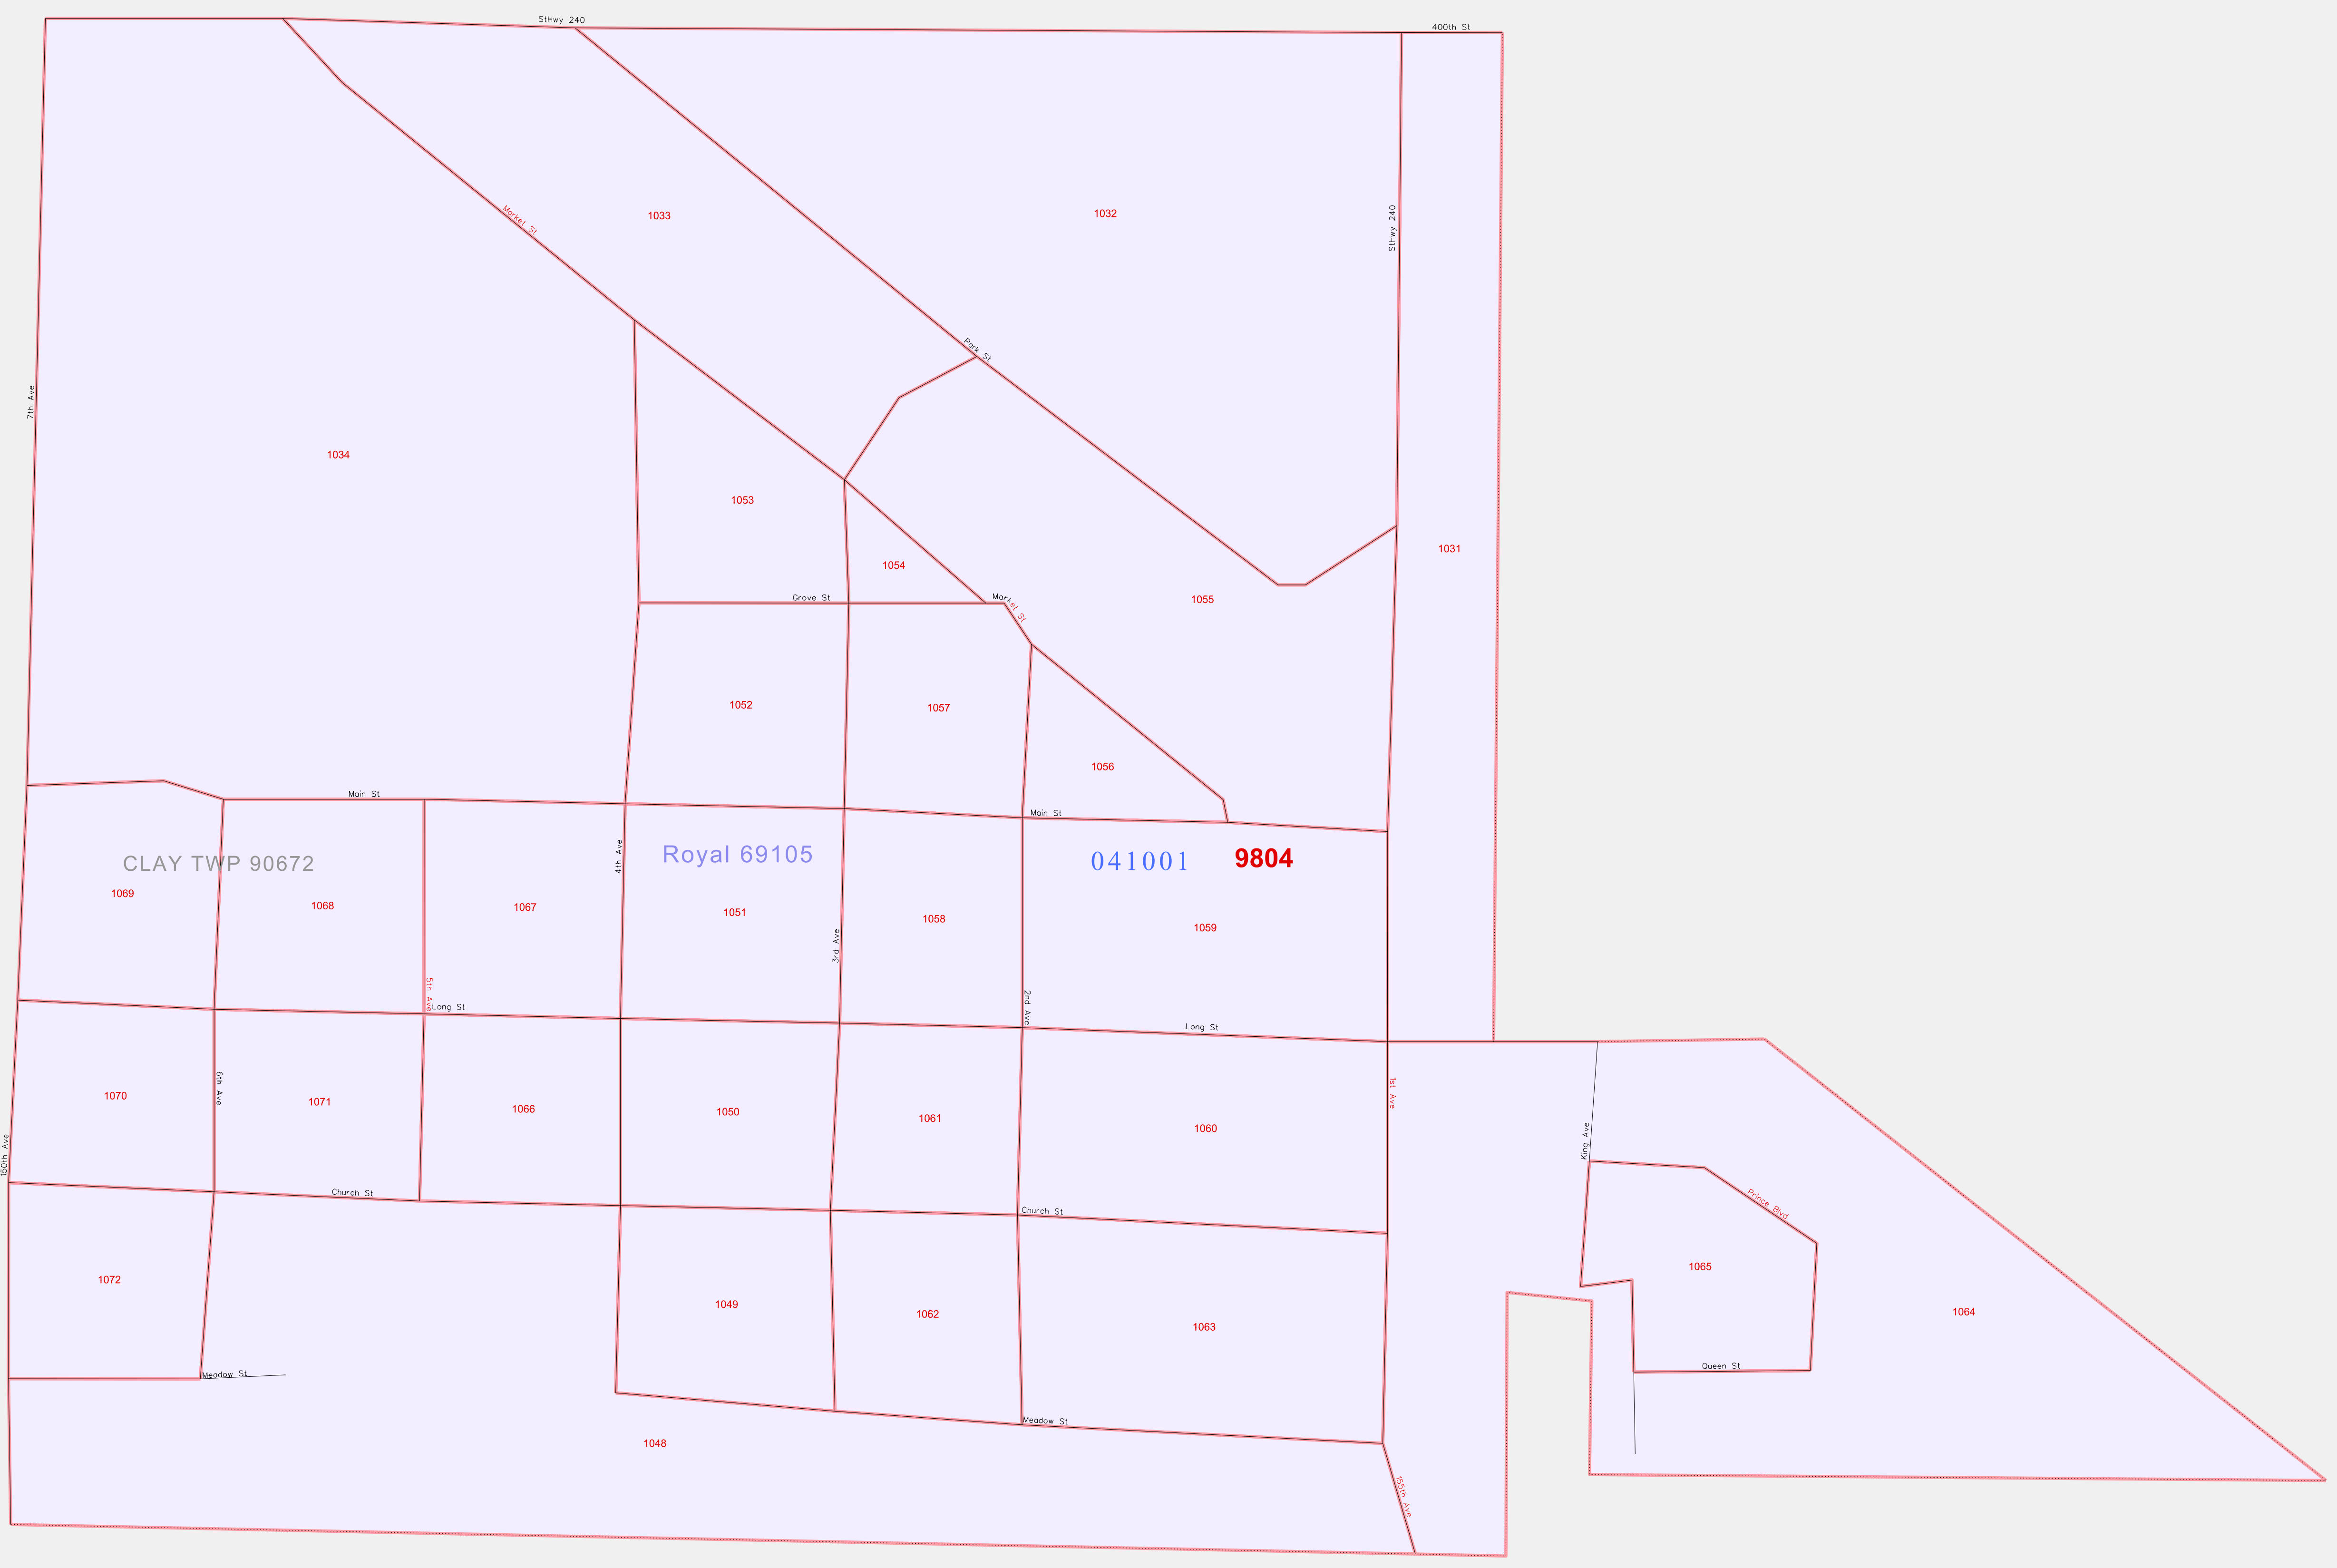 StHwy 240
400th St
Market St
1033
1032
StHwy 240
Park St
7th Ave
1034
1053
1031
1054
Grove St
Market St
1055
1052
1057
1056
Main St
Main St
4th Ave
Royal 69105
041001
9804
CLAY TWP 90672
1069
1068
1067
1051
1058
1059
3rd Ave
5th Ave
Long St
2nd Ave
Long St
1070
6th Ave
1071
1066
1050
1061
1060
1st Ave
150th Ave
King Ave
Church St
Church St
Prince Blvd
1072
1049
1062
1063
1065
1064
Meadow St
Queen St
Meadow St
1048
155th Ave